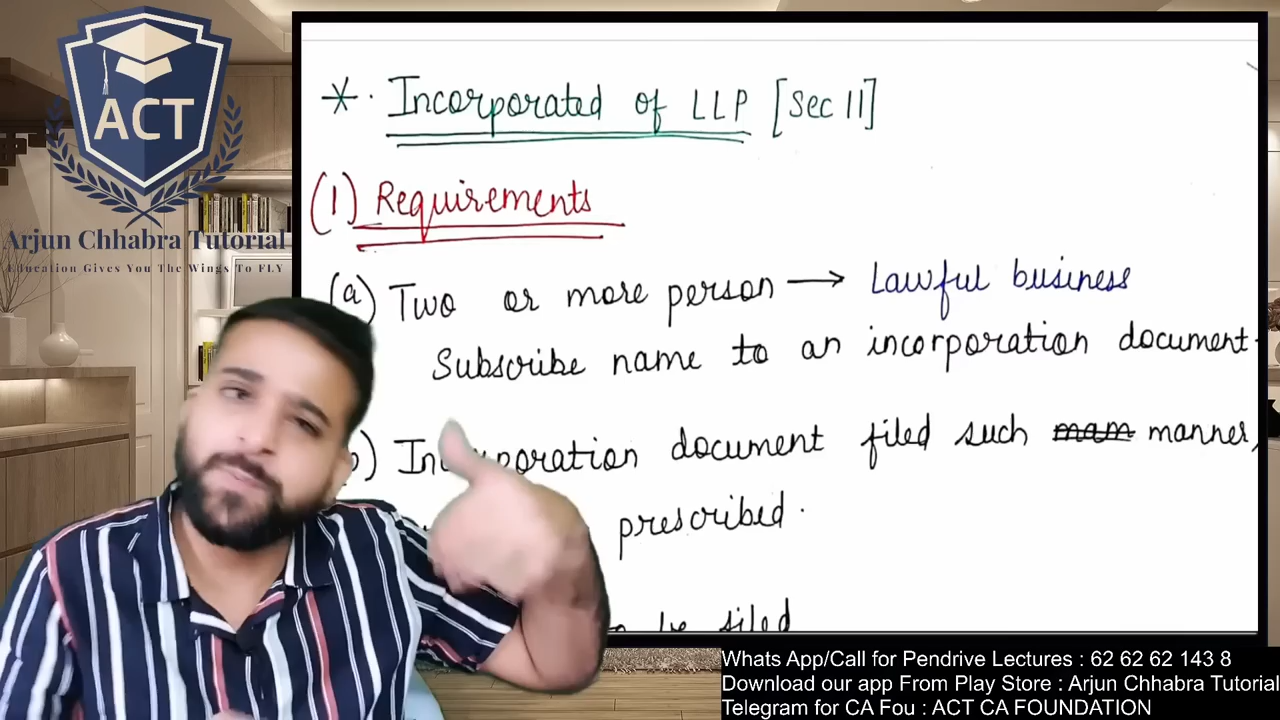 ACT
Arjun Chhabra Tutorial
Education Gives You The Wings To FLY
* . Incorporated of LLP [Sec 11]
(1) Requirements
(a) Two or more person → Lawful business
Subscribe name to an incorporation document.
Incorporation document filed such manner,
prescribed.
be filed
Whats App/Call for Pendrive Lectures : 62 62 62 143 8
Download our app From Play Store : Arjun Chhabra Tutorial
Telegram for CA Fou : ACT CA FOUNDATION